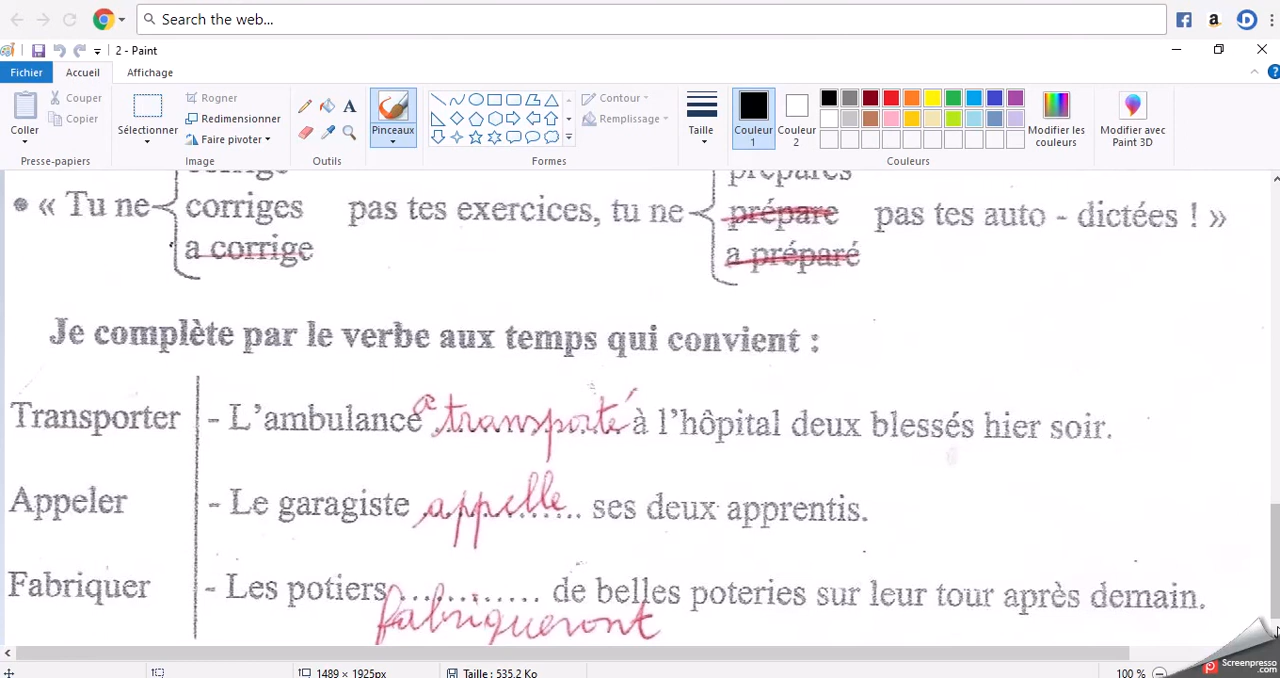 Search the web...
2 - Paint
Fichier Accueil Affichage
Coller
Couper
Copier
Presse-papiers
Sélectionner
Rogner
Redimensionner
Faire pivoter
Image
Outils
Pinceaux
Contour
Remplissage
Formes
Taille
Couleur 1
Couleur 2
Modifier les couleurs
Couleurs
Modifier avec Paint 3D
corrige prépares
« Tu ne corriges pas tes exercices, tu ne prépare pas tes auto - dictées ! »
a corrige a préparé
Je complète par le verbe aux temps qui convient :
Transporter - L'ambulance a transporté à l'hôpital deux blessés hier soir.
Appeler - Le garagiste appelle ses deux apprentis.
Fabriquer - Les potiers ............ de belles poteries sur leur tour après demain.
fabriqueront
1489 × 1925px Taille : 535.2 Ko 100 %
Screenpresso
.com